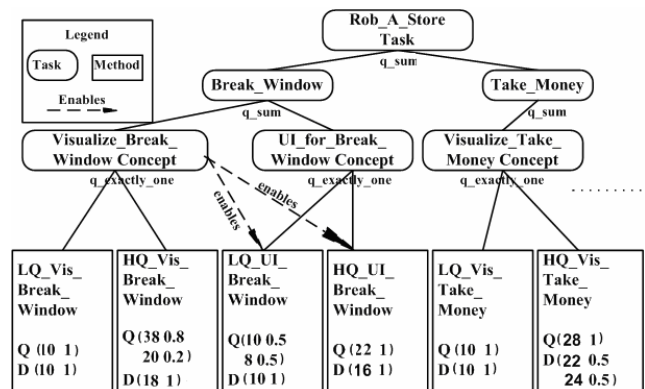 Rob_A_Store
Task
q_sum
Legend
Task
Method
Enables
Break_Window
q_sum
Take_Money
q_sum
Visualize_Break_
Window Concept
q_exactly_one
UI_for_Break_
Window Concept
q_exactly_one
Visualize_Take_
Money Concept
q_exactly_one
enables
enables
LQ_Vis_
Break_
Window
Q (10 1)
D (10 1)
HQ_Vis_
Break_
Window
Q (38 0.8
20 0.2)
D (18 1)
LQ_UI_
Break_
Window
Q (10 0.5
8 0.5)
D (10 1)
HQ_UI_
Break_
Window
Q (22 1)
D (16 1)
LQ_Vis_
Take_
Money
Q (10 1)
D (10 1)
HQ_Vis_
Take_
Money
Q (28 1)
D (22 0.5
24 0.5)